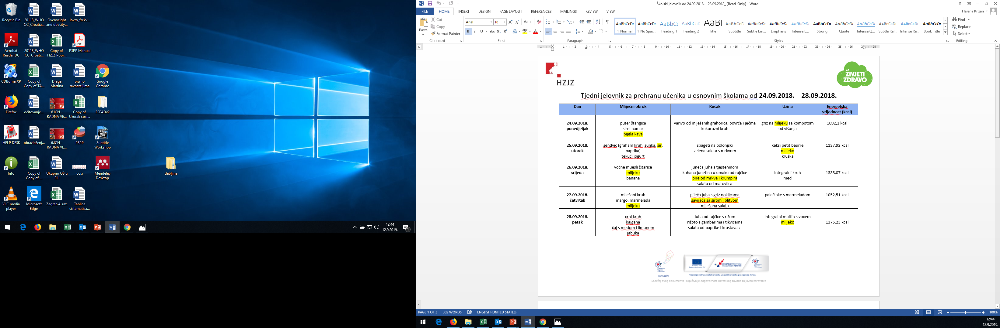 Recycle Bin
20118_WHO
CC_Croatia...
Overweight
and obesity...
lovro_frekv...
Acrobat
Reader DC
20118_WHO
CC_Croati...
Copy of
HZJZ Popi...
PSPP Manual
CDBurnerXP
Copy of
Copy of TA...
Draga
Martina
pismo
ravnateljima
Google
Chrome
Firefox
očitovanje...
6.ICN -
RADNA VE...
Copy of
Uzorak cosi...
ESPADv2
HELP DESK
obrazloženj...
6.ICN -
RADNA VE...
PSPP
Subtitle
Workshop
Info
Copy of
Copy of ...
Ukupno OŠ u
RH
cosi
Mendeley
Desktop
debljina
VLC media
player
Microsoft
Edge
Zagreb 4. raz.
Tablica
sistematiza...
12:44
12.9.2019.
Školski jelovnik od 24.09.2018. - 28.09.2018_ [Read-Only] - Word
FILE HOME INSERT DESIGN PAGE LAYOUT REFERENCES MAILINGS REVIEW VIEW
Helena Križan
Paste
Cut
Copy
Format Painter
Clipboard
Arial 16
Font
Paragraph
¶ Normal ¶ No Spac... Heading 1 Heading 2 Title Subtitle Subtle Em... Emphasis Intense E... Strong Quote Intense Q... Subtle Ref... Intense Re... Book Title
Styles
Find
Replace
Select
Editing
HZJZ
ŽIVJETI
ZDRAVO
Tjedni jelovnik za prehranu učenika u osnovnim školama od 24.09.2018. – 28.09.2018.
Dan Mliječni obrok Ručak Užina Energetska
vrijednost (kcal)
24.09.2018.
ponedjeljak
puter štangica
sirni namaz
bijela kava
varivo od miješanih grahorica, povrća i ječma
kukuruzni kruh
griz na mlijeku sa kompotom
od višanja
1092,3 kcal
25.09.2018.
utorak
sendvič (graham kruh, šunka, sir,
paprika)
tekući jogurt
špageti na bolonjski
zelena salata s mrkvom
keksi petit beurre
mlijeko
kruška
1137,92 kcal
26.09.2018.
srijeda
voćne muesli žitarice
mlijeko
banana
juneća juha s tjesteninom
kuhana junetina u umaku od rajčice
pire od mrkve i krumpira
salata od matovilca
integralni kruh
med
1338,07 kcal
27.09.2018.
četvrtak
miješani kruh
margo, marmelada
mlijeko
pileća juha s griz noklicama
savijača sa sirom i blitvom
miješana salata
palačinke s marmeladom
1052,51 kcal
28.09.2018.
petak
crni kruh
kajgana
čaj s medom i limunom
jabuka
Juha od rajčice s rižom
rižoto s gamberima i tikvicama
salata od paprike i krastavaca
integralni muffin s voćem
mlijeko
1375,23 kcal
www.esf.hr
EUROPSKI STRUKTURNI
I INVESTICIJSKI FONDOVI
Projekt je sufinancirala Europska unija iz Europskog socijalnog fonda.
Sadržaj ovog dokumenta isključiva je odgovornost Hrvatskog zavoda za javno zdravstvo
PAGE 1 OF 3 382 WORDS ENGLISH (UNITED STATES)
100%
12:44
12.9.2019.